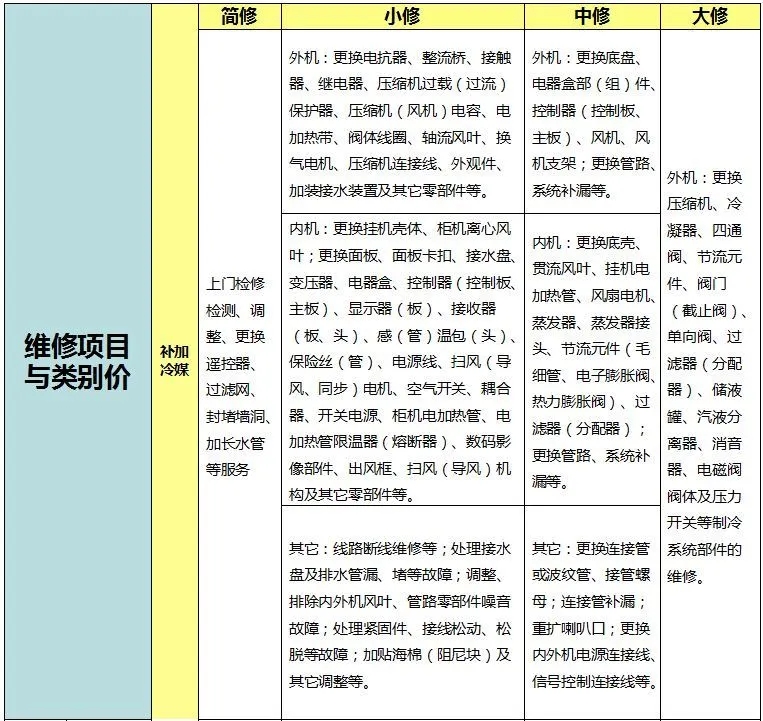 简修
小修
中修
大修
维修项目
与类别价
补加
冷媒
上门检修
检测、调
整、更换
遥控器、
过滤网、
封堵墙洞、
加长水管
等服务
外机：更换电抗器、整流桥、接触
器、继电器、压缩机过载（过流）
保护器、压缩机（风机）电容、电
加热带、阀体线圈、轴流风叶、换
气电机、压缩机连接线、外观件、
加装接水装置及其它零部件等。
内机：更换挂机壳体、柜机离心风
叶；更换面板、面板卡扣、接水盘、
变压器、电器盒、控制器（控制板、
主板）、显示器（板）、接收器
（板、头）、感（管）温包（头）、
保险丝（管）、电源线、扫风（导
风、同步）电机、空气开关、耦合
器、开关电源、柜机电加热管、电
加热管限温器（熔断器）、数码影
像部件、出风框、扫风（导风）机
构及其它零部件等。
其它：线路断线维修等；处理接水
盘及排水管漏、堵等故障；调整、
排除内外机风叶、管路零部件噪音
故障；处理紧固件、接线松动、松
脱等故障；加贴海棉（阻尼块）及
其它调整等。
外机：更换底盘、
电器盒部（组）件、
控制器（控制板、
主板）、风机、风
机支架；更换管路、
系统补漏等。
内机：更换底壳、
贯流风叶、挂机电
加热管、风扇电机、
蒸发器、蒸发器接
头、节流元件（毛
细管、电子膨胀阀、
热力膨胀阀）、过
滤器（分配器）；
更换管路、系统补
漏等。
其它：更换连接管
或波纹管、接管螺
母；连接管补漏；
重扩喇叭口；更换
内外机电源连接线、
信号控制连接线等。
外机：更换
压缩机、冷
凝器、四通
阀、节流元
件、阀门
（截止阀）、
单向阀、过
滤器（分配
器）、储液
罐、汽液分
离器、消音
器、电磁阀
阀体及压力
开关等制冷
系统部件的
维修。